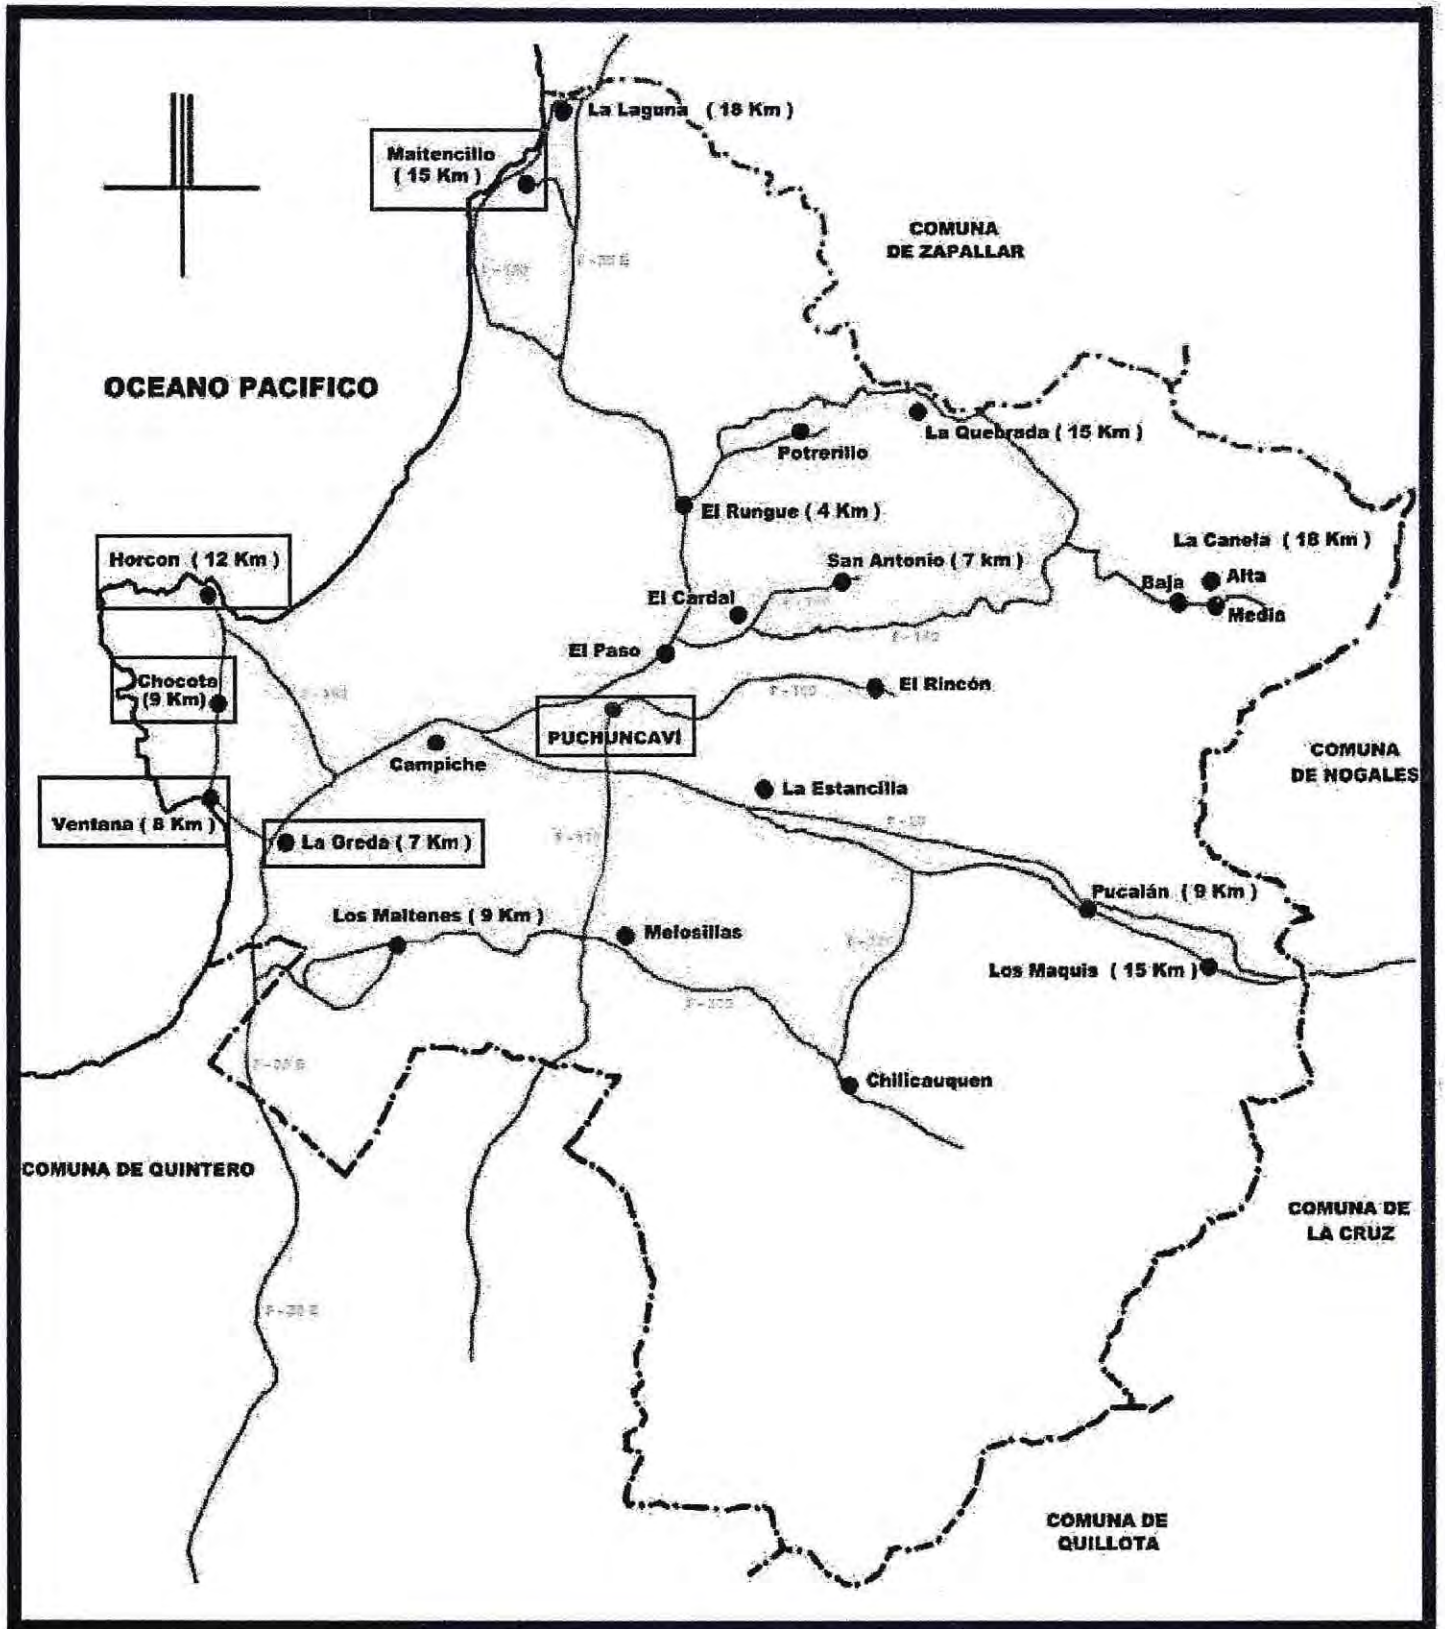 La Laguna ( 18 Km )
Maitencillo
( 15 Km )
COMUNA
DE ZAPALLAR
F-30 E
OCEANO PACIFICO
La Quebrada ( 15 Km )
Potrerillo
El Rungue ( 4 Km )
La Canela ( 18 Km )
Horcon ( 12 Km )
San Antonio ( 7 km )
Alta
Baja
El Cardal
Media
El Paso
Chocota
(9 Km)
El Rincón
PUCHUNCAVÍ
COMUNA
DE NOGALES
Campiche
La Estancilla
Ventana ( 8 Km )
La Greda ( 7 Km )
Pucalán ( 9 Km )
Los Maitenes ( 9 Km )
Melosillas
Los Maquis ( 15 Km )
F-30 E
Chilicauquen
COMUNA DE QUINTERO
COMUNA DE
LA CRUZ
F-30 E
COMUNA DE
QUILLOTA